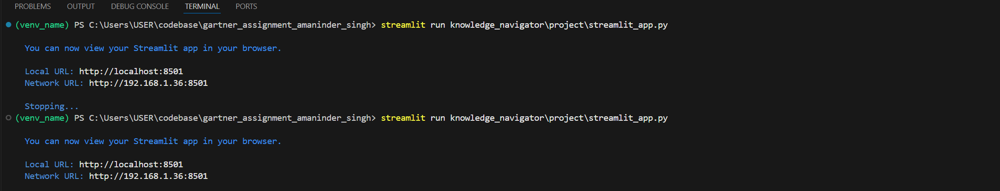 PROBLEMS OUTPUT DEBUG CONSOLE TERMINAL PORTS
(venv_name) PS C:\Users\USER\codebase\gartner_assignment_amaninder_singh> streamlit run knowledge_navigator\project\streamlit_app.py
You can now view your Streamlit app in your browser.
Local URL: http://localhost:8501
Network URL: http://192.168.1.36:8501
Stopping...
(venv_name) PS C:\Users\USER\codebase\gartner_assignment_amaninder_singh> streamlit run knowledge_navigator\project\streamlit_app.py
You can now view your Streamlit app in your browser.
Local URL: http://localhost:8501
Network URL: http://192.168.1.36:8501